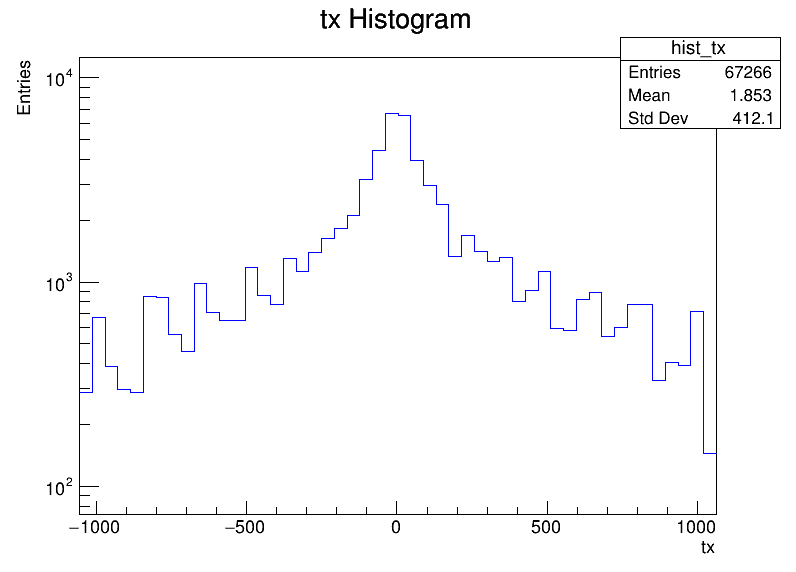 tx Histogram
hist_tx
Entries 67266
Mean 1.853
Std Dev 412.1
Entries
10^4
10^3
10^2
−1000 −500 0 500 1000
tx